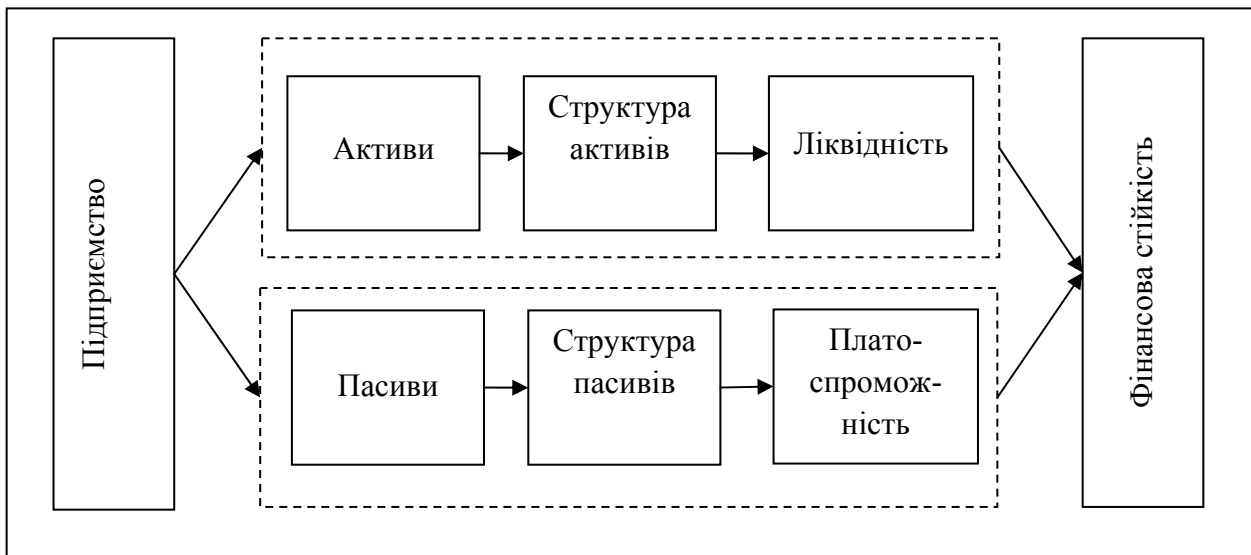 Підприємство
Активи
Структура
активів
Ліквідність
Пасиви
Структура
пасивів
Плато-
спромож-
ність
Фінансова стійкість